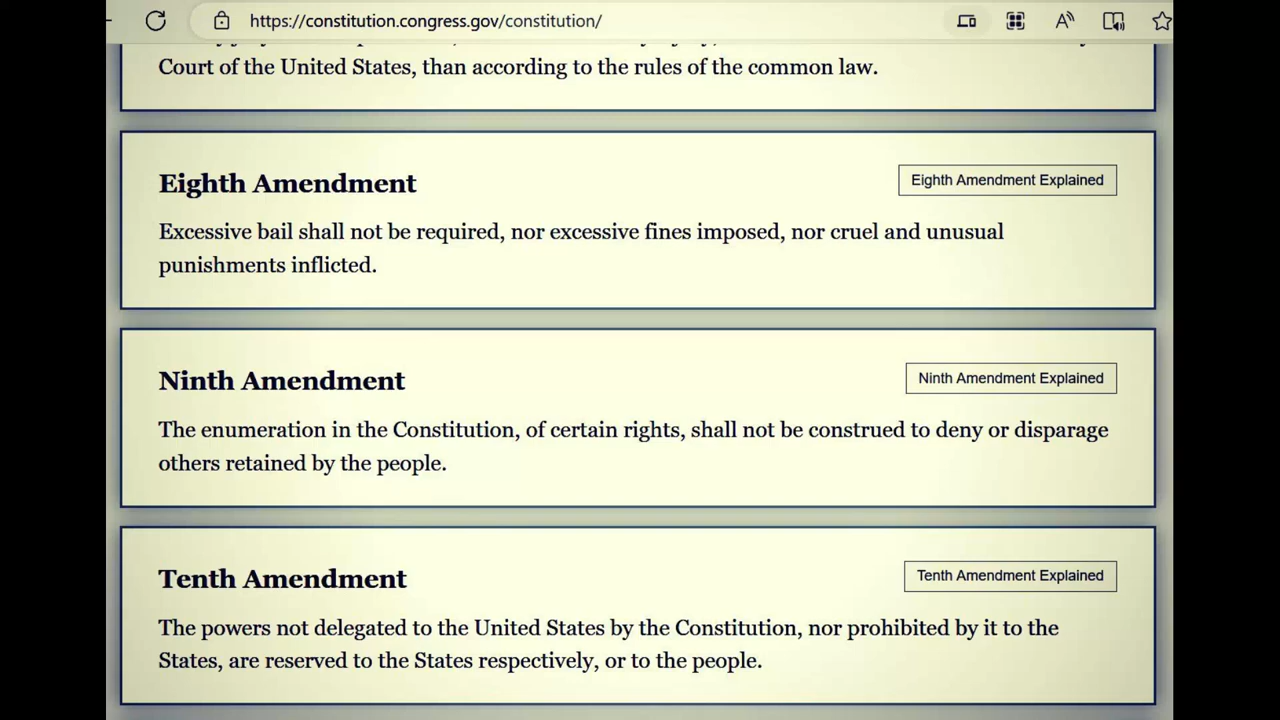 https://constitution.congress.gov/constitution/
Court of the United States, than according to the rules of the common law.
Eighth Amendment
Eighth Amendment Explained
Excessive bail shall not be required, nor excessive fines imposed, nor cruel and unusual
punishments inflicted.
Ninth Amendment
Ninth Amendment Explained
The enumeration in the Constitution, of certain rights, shall not be construed to deny or disparage
others retained by the people.
Tenth Amendment
Tenth Amendment Explained
The powers not delegated to the United States by the Constitution, nor prohibited by it to the
States, are reserved to the States respectively, or to the people.